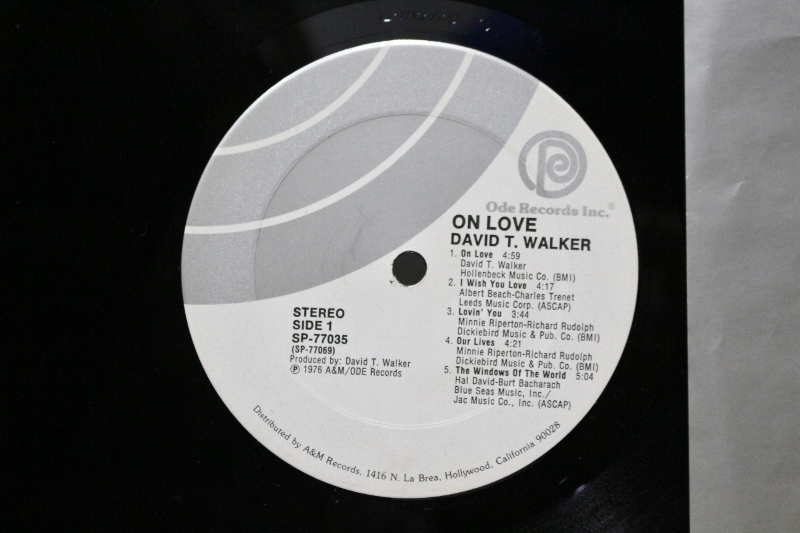 Ode Records Inc.®
ON LOVE
DAVID T. WALKER
1. On Love 4:59
David T. Walker
Hollenbeck Music Co. (BMI)
2. I Wish You Love 4:17
Albert Beach-Charles Trenet
Leeds Music Corp. (ASCAP)
3. Lovin' You 3:44
Minnie Riperton-Richard Rudolph
Dickiebird Music & Pub. Co. (BMI)
4. Our Lives 4:21
Minnie Riperton-Richard Rudolph
Dickiebird Music & Pub. Co. (BMI)
5. The Windows Of The World 5:04
Hal David-Burt Bacharach
Blue Seas Music, Inc./
Jac Music Co., Inc. (ASCAP)
STEREO
SIDE 1
SP-77035
(SP-77069)
Produced by: David T. Walker
℗ 1976 A&M/ODE Records
Distributed by A&M Records, 1416 N. La Brea, Hollywood, California 90028